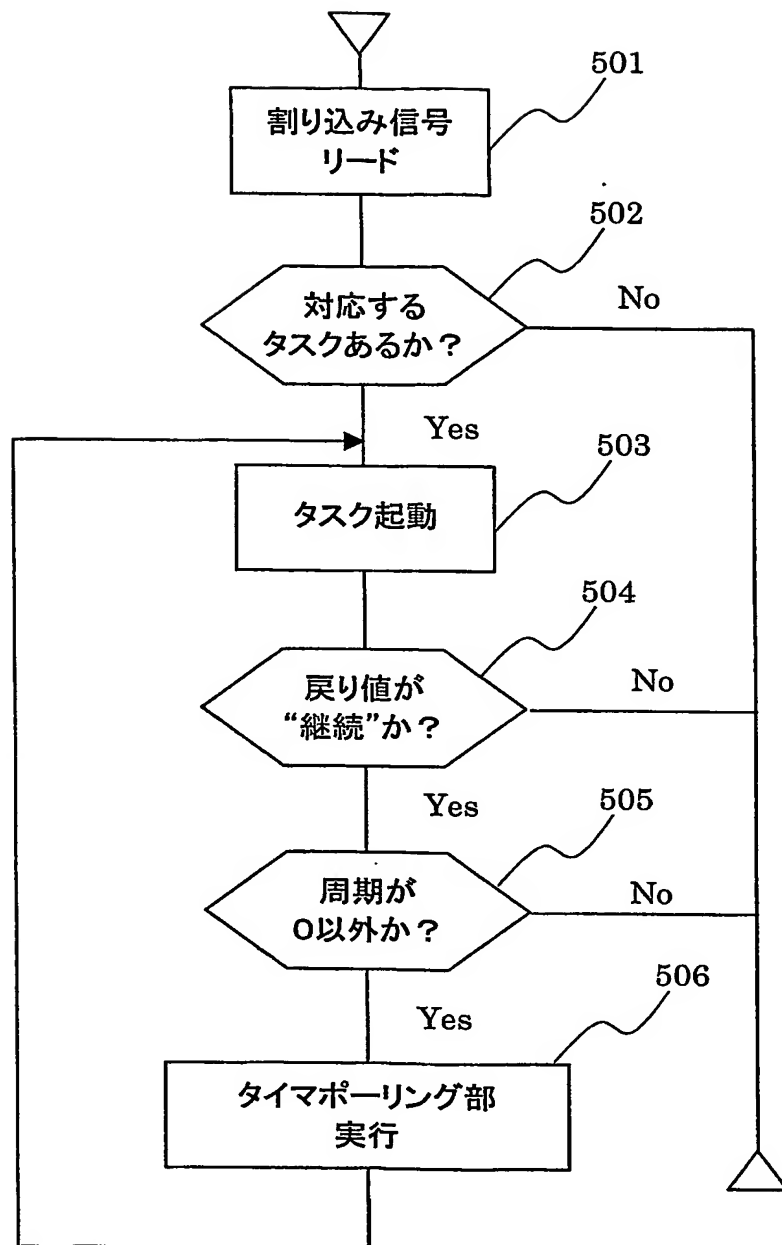 501
割り込み信号
リード
502
対応する
タスクあるか？
No
Yes
503
タスク起動
504
戻り値が
“継続”か？
No
Yes
505
周期が
0以外か？
No
Yes
506
タイマポーリング部
実行